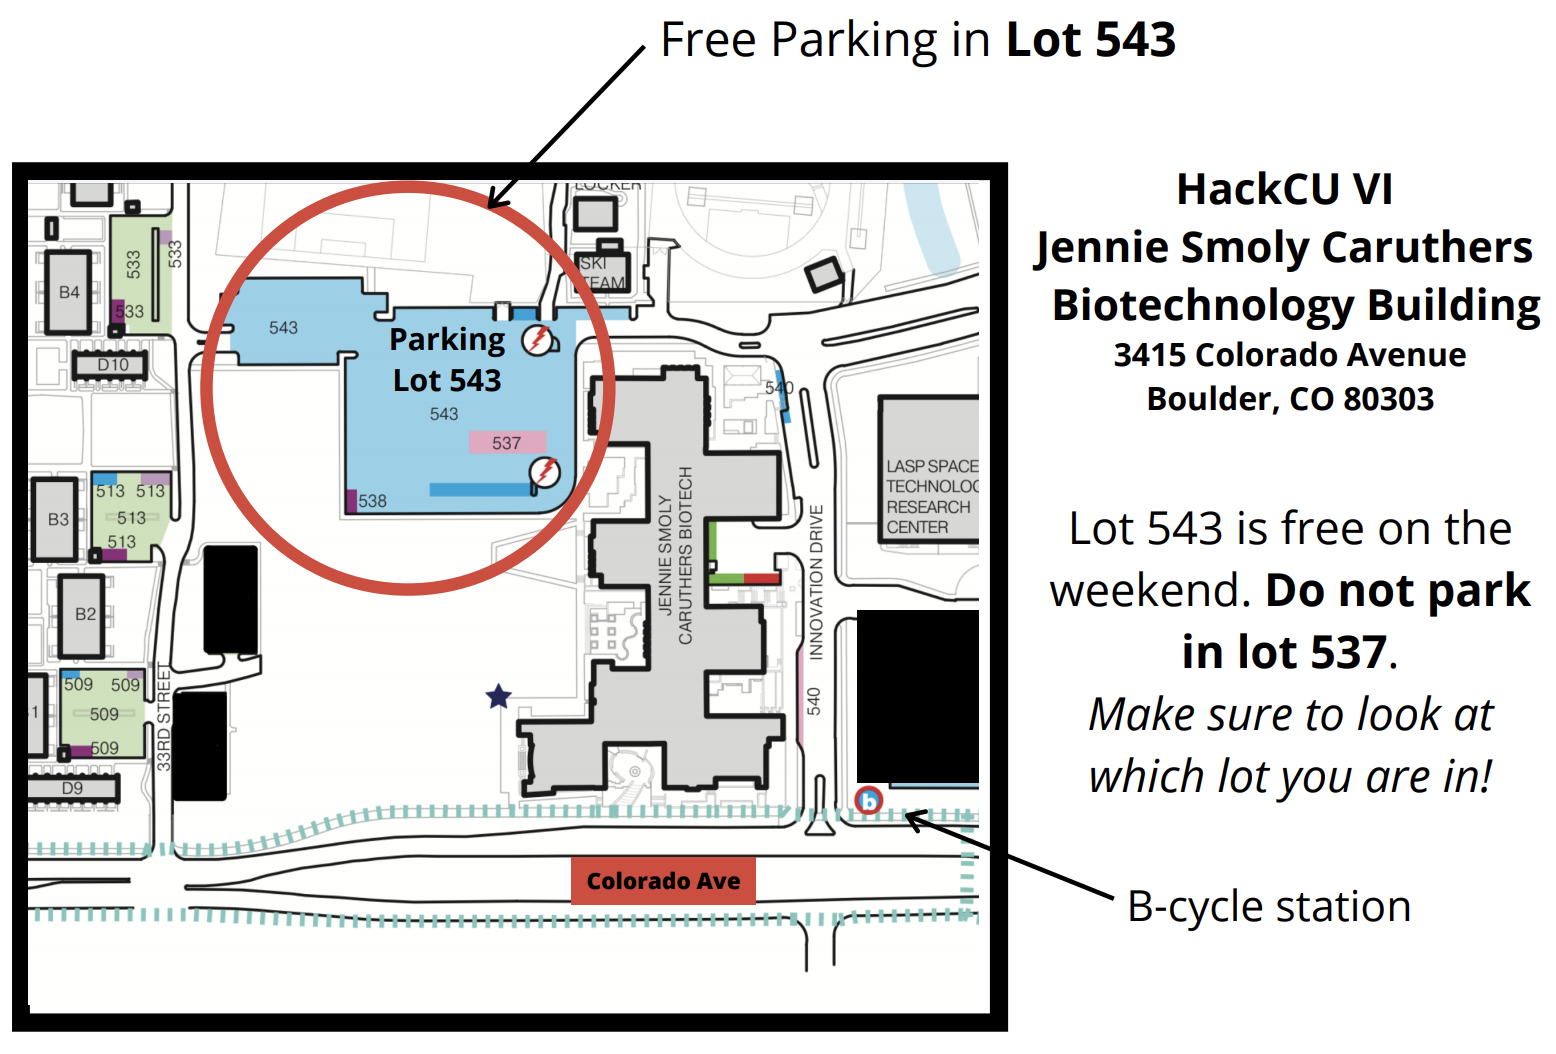 Free Parking in Lot 543
HackCU VI
Jennie Smoly Caruthers
Biotechnology Building
3415 Colorado Avenue
Boulder, CO 80303
Lot 543 is free on the
weekend. Do not park
in lot 537.
Make sure to look at
which lot you are in!
B-cycle station
LOCKER
SKI
TEAM
533
533
533
B4
D10
543
Parking
Lot 543
543
537
538
540
513
513
513
513
B3
B2
509
509
509
509
1
D9
33RD STREET
JENNIE SMOLY
CARUTHERS BIOTECH
INNOVATION DRIVE
540
LASP SPACE
TECHNOLOG
RESEARCH
CENTER
b
Colorado Ave